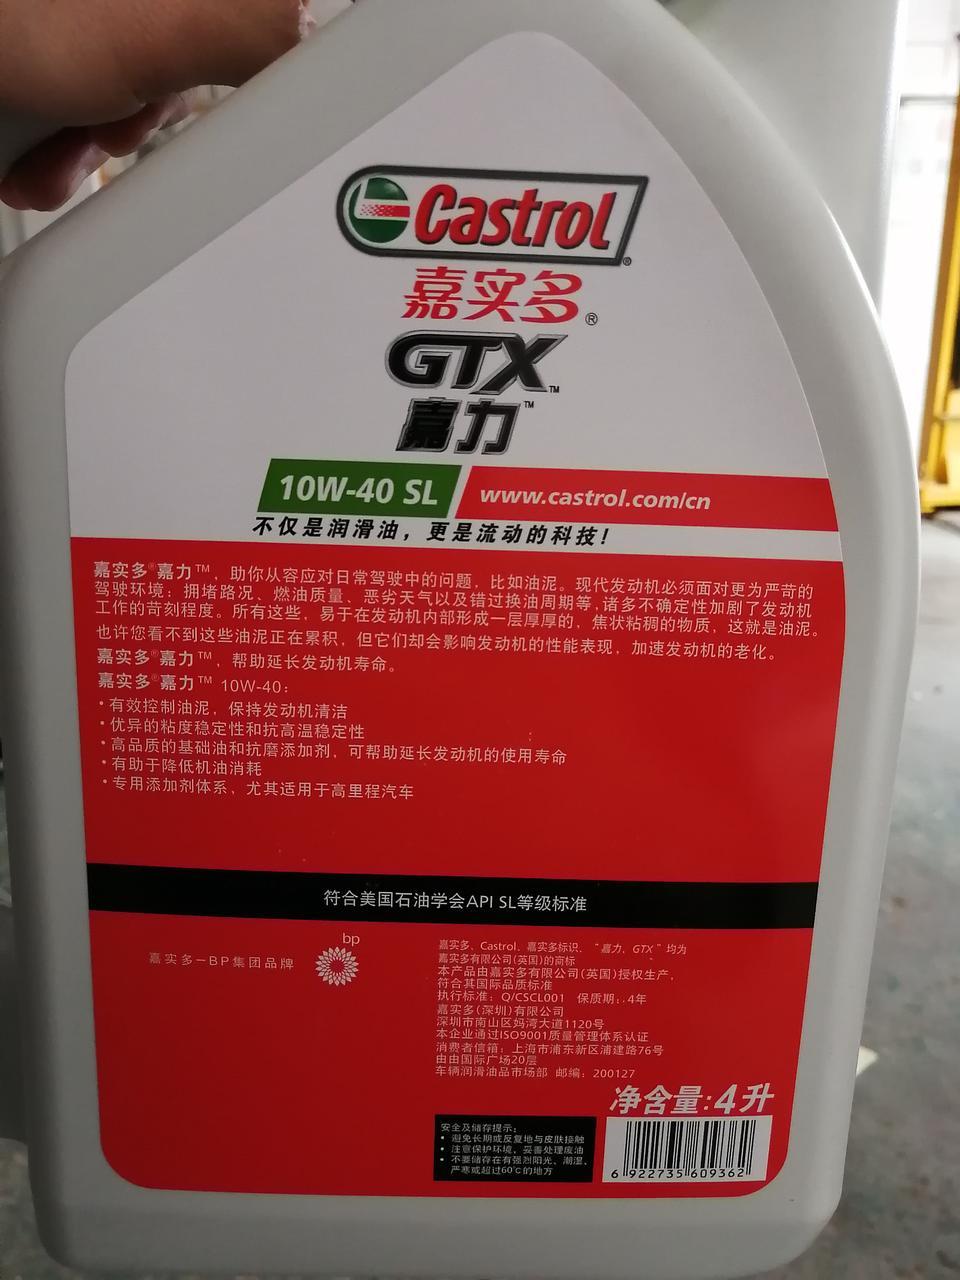 Castrol®
嘉实多®
GTX™
嘉力™
10W-40 SL
www.castrol.com/cn
不仅是润滑油，更是流动的科技！
嘉实多®嘉力™，助你从容应对日常驾驶中的问题，比如油泥。现代发动机必须面对更为严苛的
驾驶环境：拥堵路况、燃油质量、恶劣天气以及错过换油周期等，诸多不确定性加剧了发动机
工作的苛刻程度。所有这些，易于在发动机内部形成一层厚厚的，焦状粘稠的物质，这就是油泥。
也许您看不到这些油泥正在累积，但它们却会影响发动机的性能表现，加速发动机的老化。
嘉实多®嘉力™，帮助延长发动机寿命。
嘉实多®嘉力™ 10W-40：
·有效控制油泥，保持发动机清洁
·优异的粘度稳定性和抗高温稳定性
·高品质的基础油和抗磨添加剂，可帮助延长发动机的使用寿命
·有助于降低机油消耗
·专用添加剂体系，尤其适用于高里程汽车
符合美国石油学会API SL等级标准
嘉实多－BP集团品牌
bp
嘉实多、Castrol、嘉实多标识、“嘉力，GTX”均为
嘉实多有限公司(英国)的商标
本产品由嘉实多有限公司(英国)授权生产，
符合其国际品质标准
执行标准：Q/CSCL001 保质期：4年
嘉实多(深圳)有限公司
深圳市南山区妈湾大道1120号
本企业通过ISO9001质量管理体系认证
消费者信箱：上海市浦东新区浦建路76号
由由国际广场20层
车辆润滑油品市场部 邮编：200127
净含量:4升
安全及储存提示：
• 避免长期或反复地与皮肤接触
• 注意保护环境，妥善处理废油
• 不要储存在有强烈阳光、潮湿、
严寒或超过60℃的地方
6 922735 609362